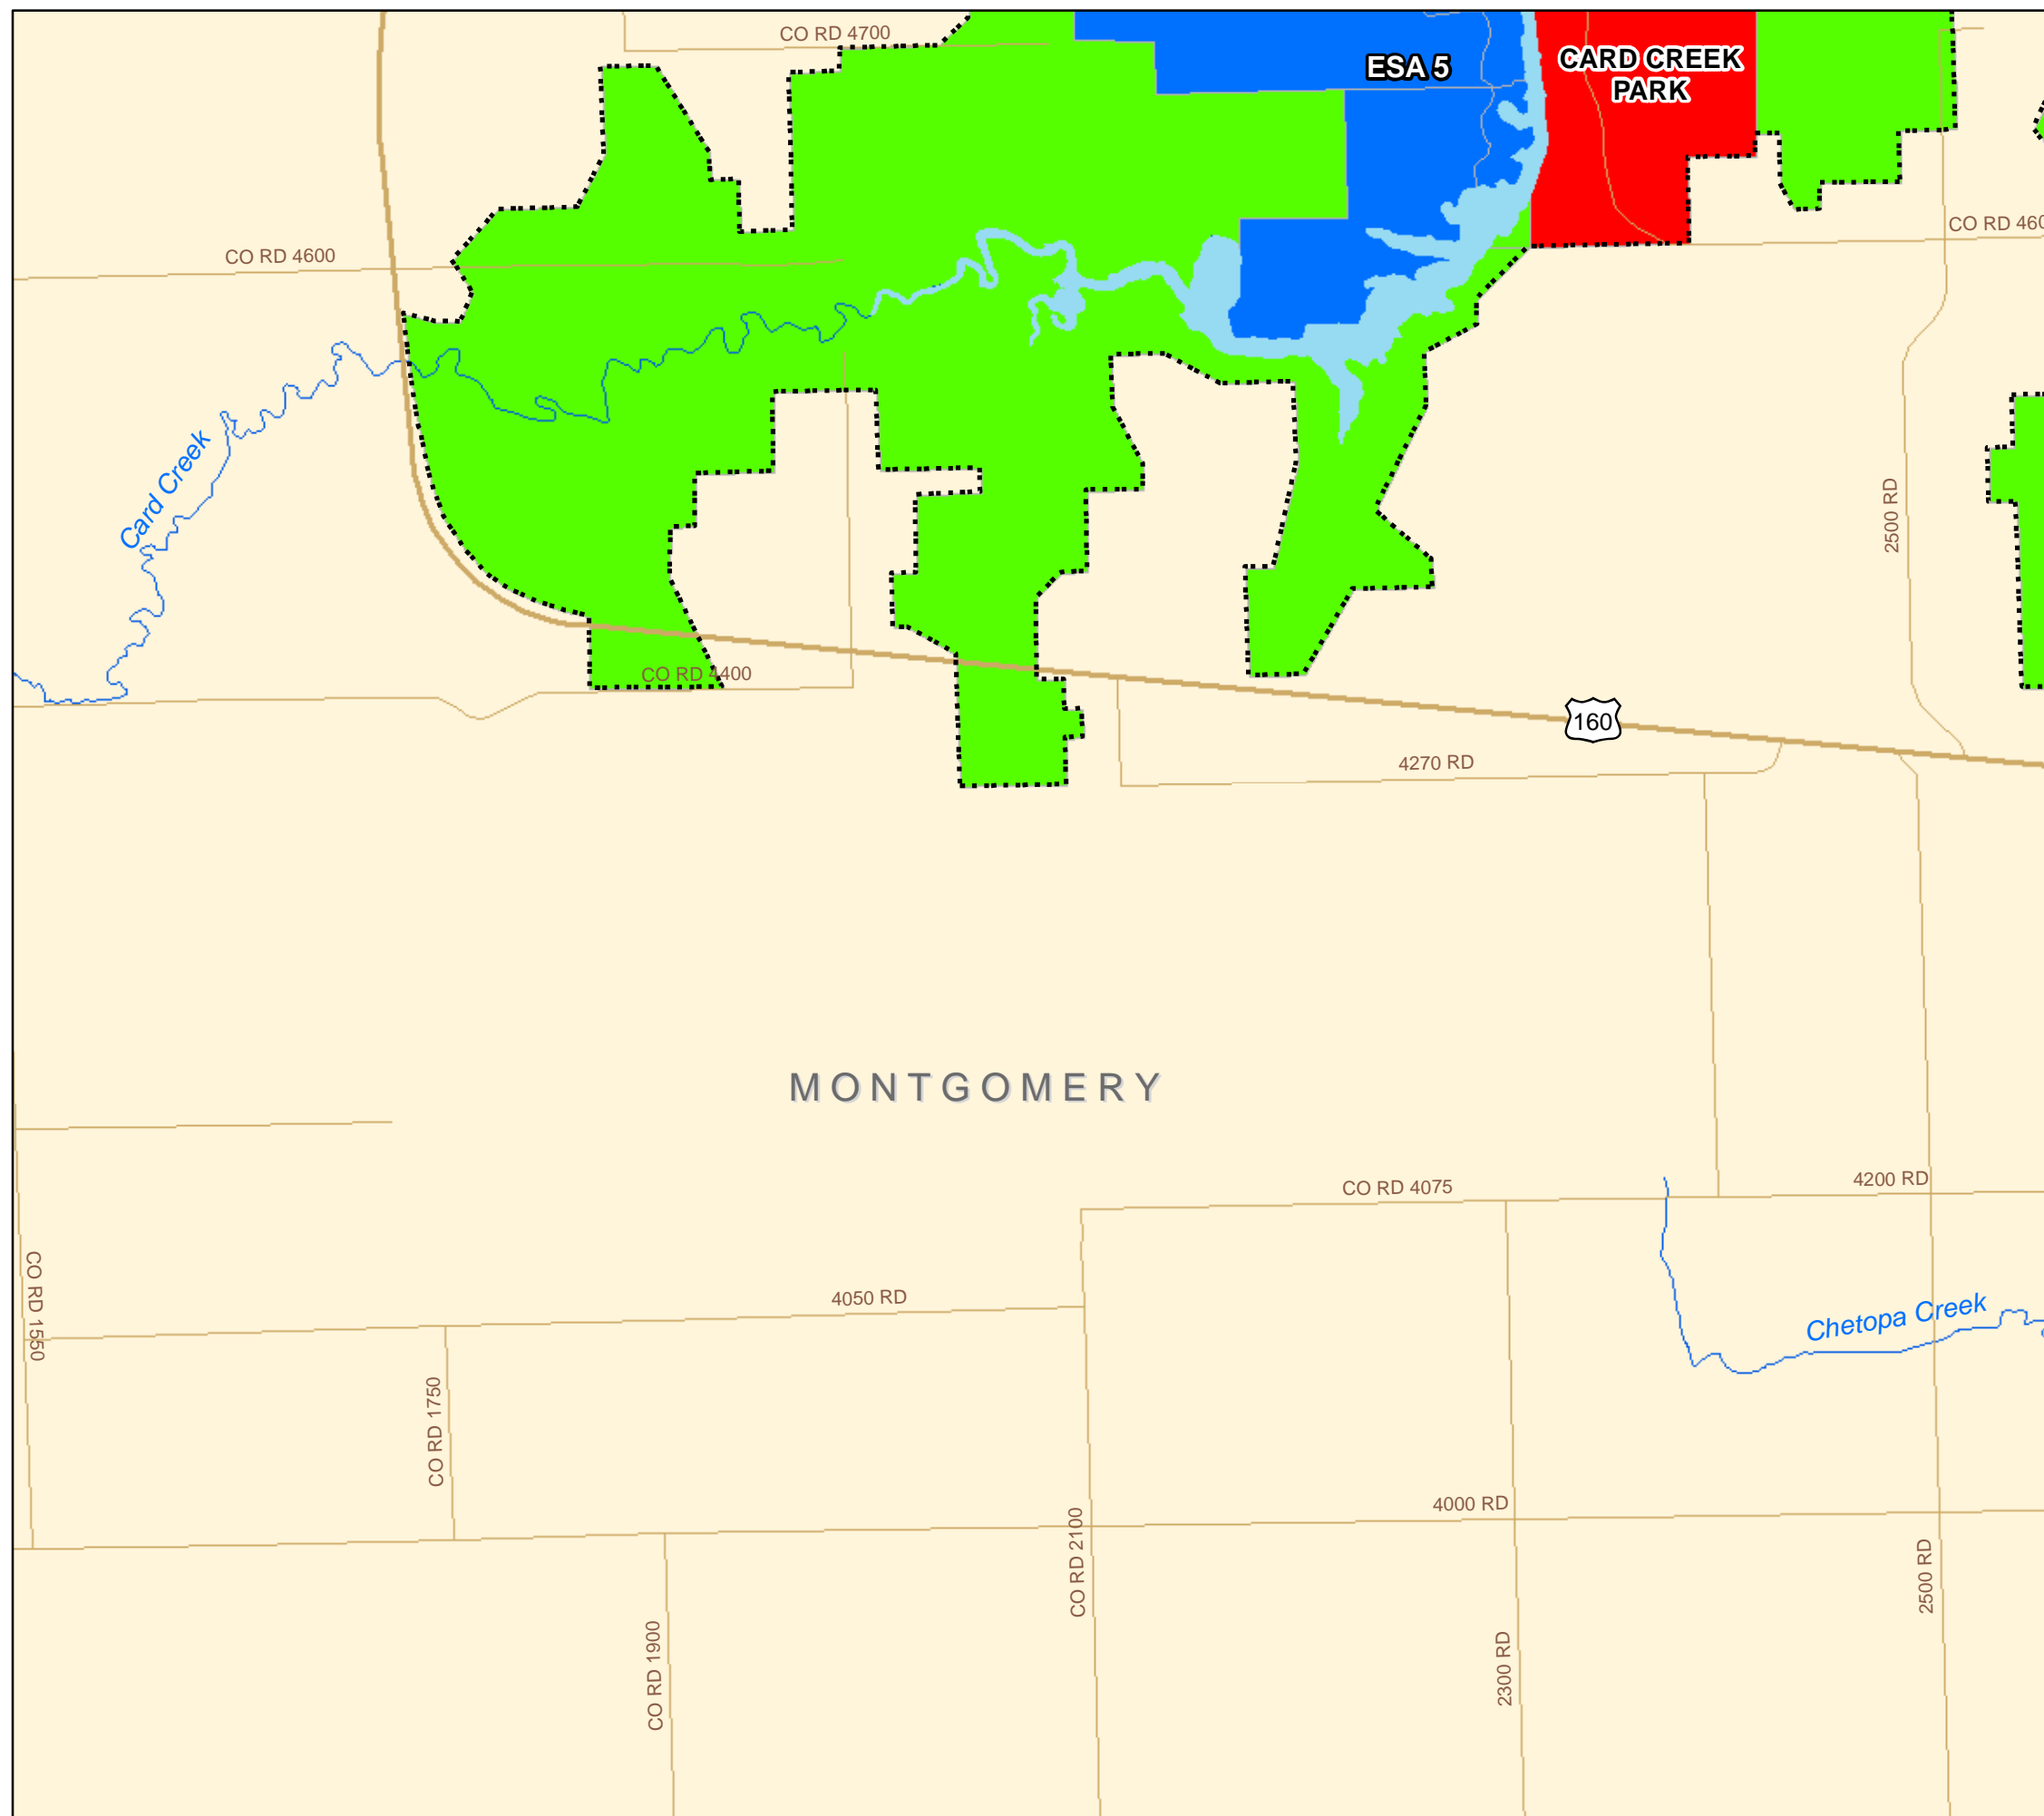 CO RD 4700
ESA 5
CARD CREEK
PARK
CO RD 4600
CO RD 460
Card Creek
2500 RD
CO RD 4400
160
4270 RD
MONTGOMERY
CO RD 4075
4200 RD
CO RD 1550
4050 RD
Chetopa Creek
CO RD 1750
4000 RD
CO RD 2100
2500 RD
CO RD 1900
2300 RD